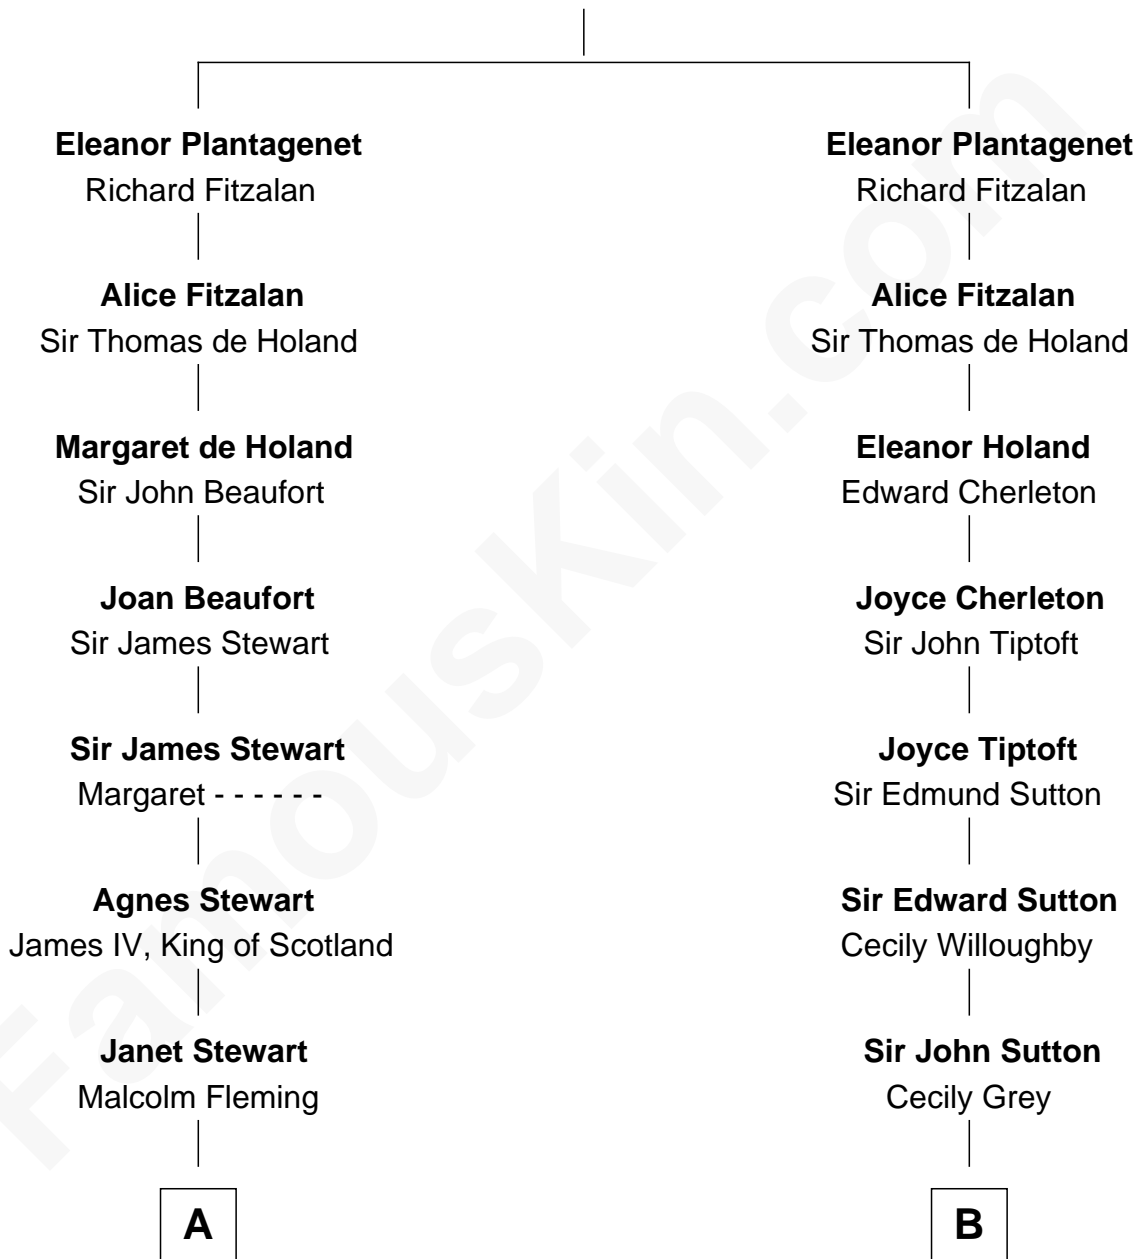 Eleanor Plantagenet
Richard Fitzalan
Alice Fitzalan
Sir Thomas de Holand
Margaret de Holand
Sir John Beaufort
Joan Beaufort
Sir James Stewart
Sir James Stewart
Margaret - - - - - -
Agnes Stewart
James IV, King of Scotland
Janet Stewart
Malcolm Fleming
A
Eleanor Plantagenet
Richard Fitzalan
Alice Fitzalan
Sir Thomas de Holand
Eleanor Holand
Edward Cherleton
Joyce Cherleton
Sir John Tiptoft
Joyce Tiptoft
Sir Edmund Sutton
Sir Edward Sutton
Cecily Willoughby
Sir John Sutton
Cecily Grey
B
FamousKin.com